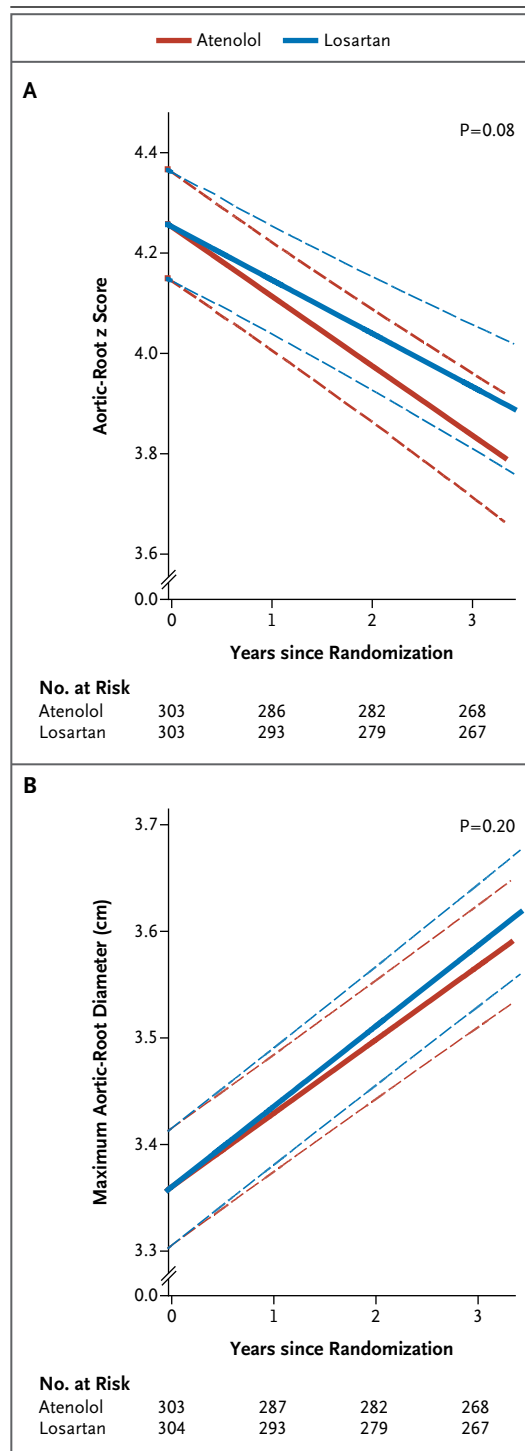 Atenolol Losartan
A
P=0.08
4.4
4.2
4.0
3.8
3.6
0.0
Aortic-Root z Score
0 1 2 3
Years since Randomization
No. at Risk
Atenolol 303 286 282 268
Losartan 303 293 279 267
B
P=0.20
3.7
3.6
3.5
3.4
3.3
0.0
Maximum Aortic-Root Diameter (cm)
0 1 2 3
Years since Randomization
No. at Risk
Atenolol 303 287 282 268
Losartan 304 293 279 267